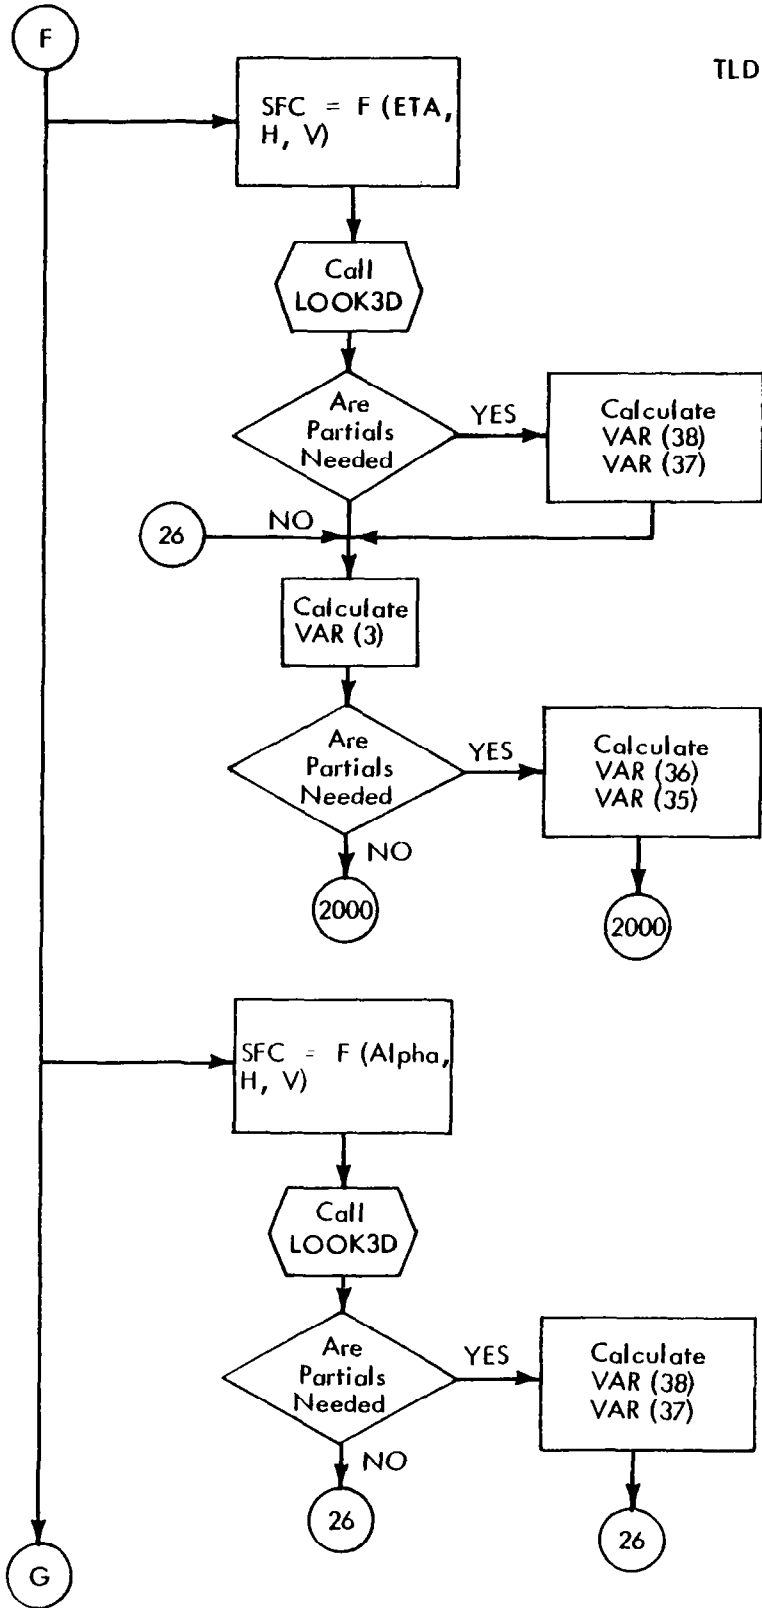 F
TLD
SFC = F (ETA,
H, V)
Call
LOOK3D
Are
Partials
Needed
YES
Calculate
VAR (38)
VAR (37)
26
NO
Calculate
VAR (3)
Are
Partials
Needed
YES
Calculate
VAR (36)
VAR (35)
NO
2000
2000
SFC = F (Alpha,
H, V)
Call
LOOK3D
Are
Partials
Needed
YES
Calculate
VAR (38)
VAR (37)
NO
26
26
G